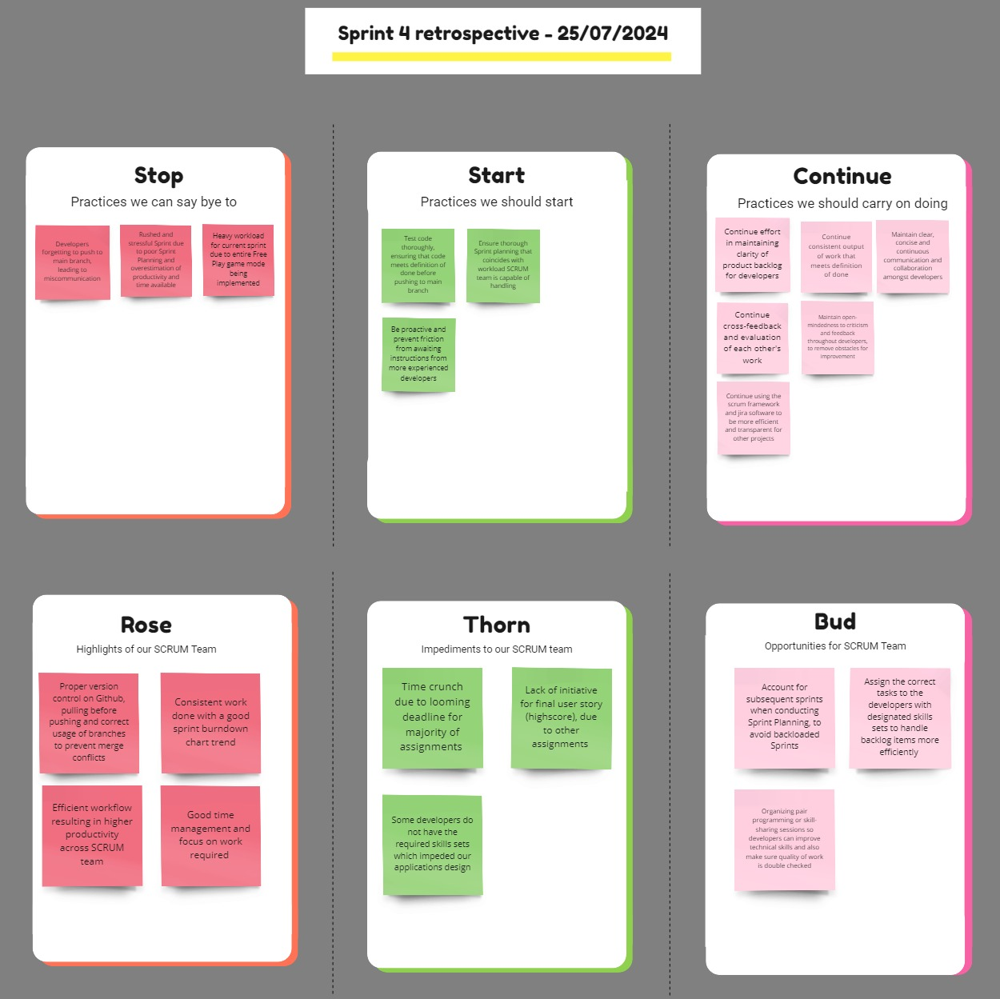 Sprint 4 retrospective - 25/07/2024
Stop
Practices we can say bye to
Developers
forgetting to push to
main branch,
leading to
miscommunication
Rushed and
stressful Sprint due
to poor Sprint
Planning and
overestimation of
productivity and
time available
Heavy workload
for current sprint
due to entire Free
Play game mode
being
implemented
Start
Practices we should start
Test code
thoroughly,
ensuring that code
meets definition of
done before
pushing to main
branch
Ensure thorough
Sprint planning that
coincides with
workload SCRUM
team is capable of
handling
Be proactive and
prevent friction
from awaiting
instructions from
more experienced
developers
Continue
Practices we should carry on doing
Continue effort
in maintaining
clarity of
product backlog
for developers
Continue
consistent output
of work that
meets definition
of done
Maintain clear,
concise and
continuous
communication and
collaboration
amongst developers
Continue
cross-feedback
and evaluation
of each other's
work
Maintain open-
mindedness to criticism
and feedback
throughout developers,
to remove obstacles for
improvement
Continue using the
scrum framework
and jira software to
be more efficient
and transparent for
other projects
Rose
Highlights of our SCRUM Team
Proper version
control on Github,
pulling before
pushing and correct
usage of branches
to prevent merge
conflicts
Consistent work
done with a good
sprint burndown
chart trend
Efficient workflow
resulting in higher
productivity
across SCRUM
team
Good time
management and
focus on work
required
Thorn
Impediments to our SCRUM team
Time crunch
due to looming
deadline for
majority of
assignments
Lack of initiative
for final user story
(highscore), due
to other
assignments
Some developers do
not have the
required skills sets
which impeded our
applications design
Bud
Opportunities for SCRUM Team
Account for
subsequent sprints
when conducting
Sprint Planning, to
avoid backloaded
Sprints
Assign the correct
tasks to the
developers with
designated skills
sets to handle
backlog items more
efficiently
Organizing pair
programming or skill-
sharing sessions so
developers can improve
technical skills and also
make sure quality of work
is double checked